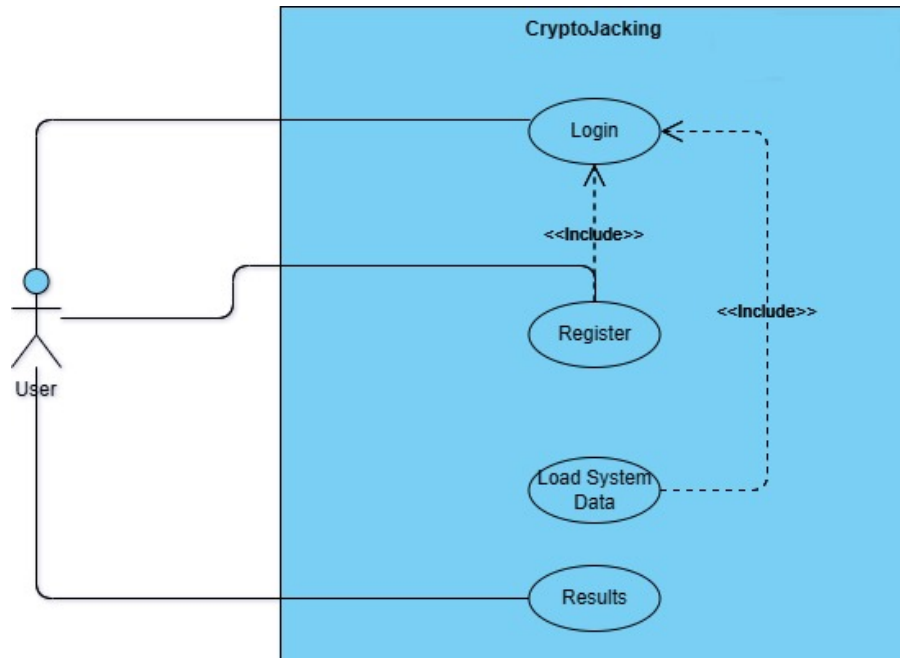 CryptoJacking
Login
<<Include>>
Register
<<Include>>
User
Load System
Data
Results